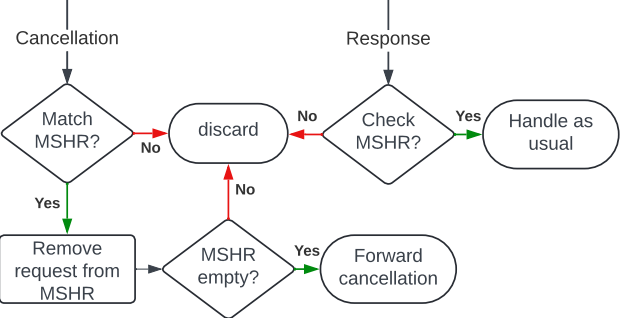 Cancellation
Response
Match
MSHR?
No
discard
No
Check
MSHR?
Yes
Handle as
usual
Yes
No
Remove
request from
MSHR
MSHR
empty?
Yes
Forward
cancellation